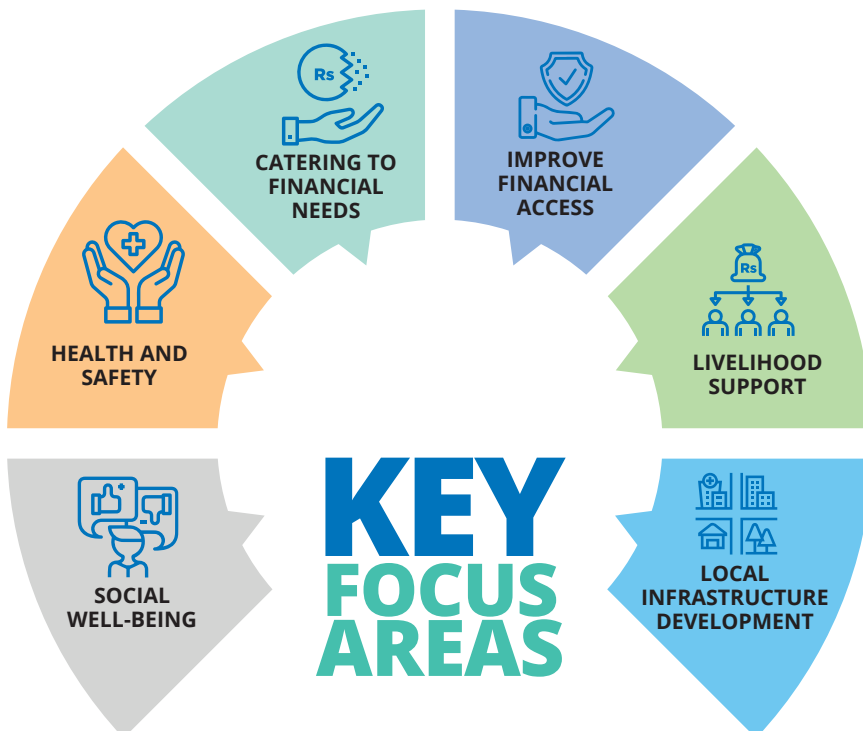 Rs
CATERING TO
FINANCIAL
NEEDS
IMPROVE
FINANCIAL
ACCESS
HEALTH AND
SAFETY
Rs
LIVELIHOOD
SUPPORT
SOCIAL
WELL-BEING
KEY
FOCUS
AREAS
LOCAL
INFRASTRUCTURE
DEVELOPMENT